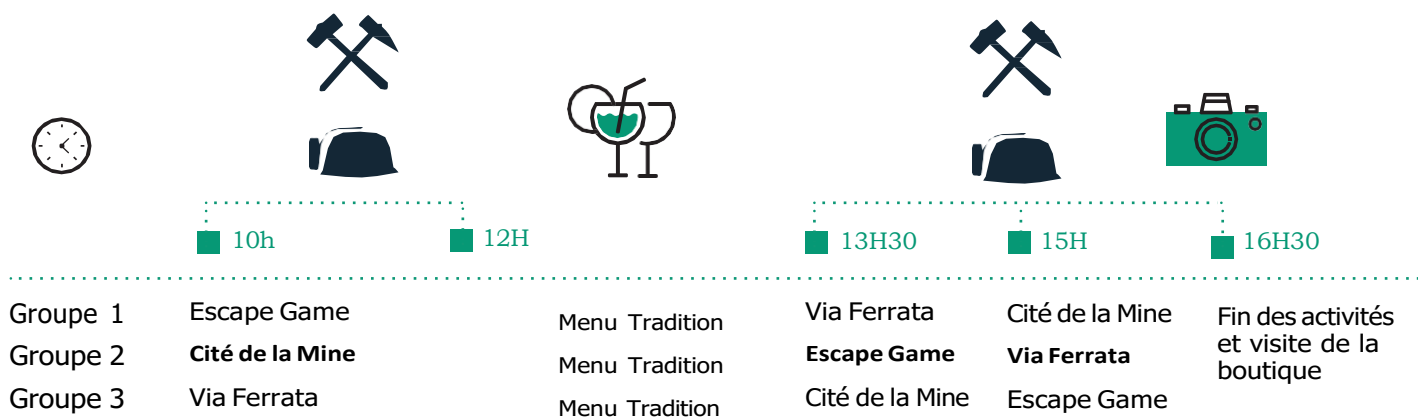 10h
12H
13H30
15H
16H30
Groupe 1 Escape Game Menu Tradition Via Ferrata Cité de la Mine
Groupe 2 Cité de la Mine Menu Tradition Escape Game Via Ferrata
Groupe 3 Via Ferrata Menu Tradition Cité de la Mine Escape Game
Fin des activités
et visite de la
boutique